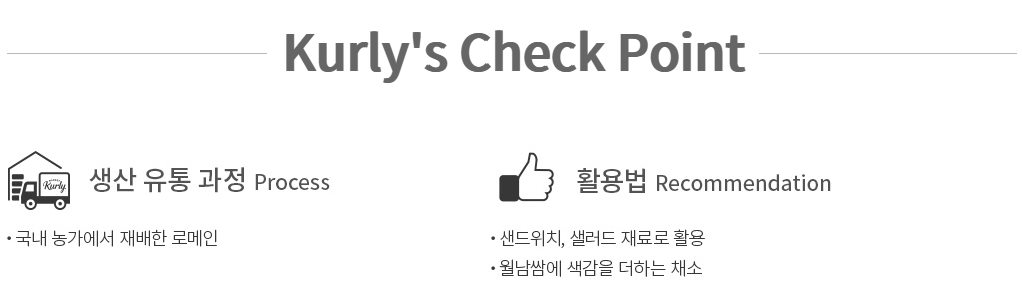 Kurly's Check Point
Kurly
생산 유통 과정 Process
• 국내 농가에서 재배한 로메인
활용법 Recommendation
• 샌드위치, 샐러드 재료로 활용
• 월남쌈에 색감을 더하는 채소